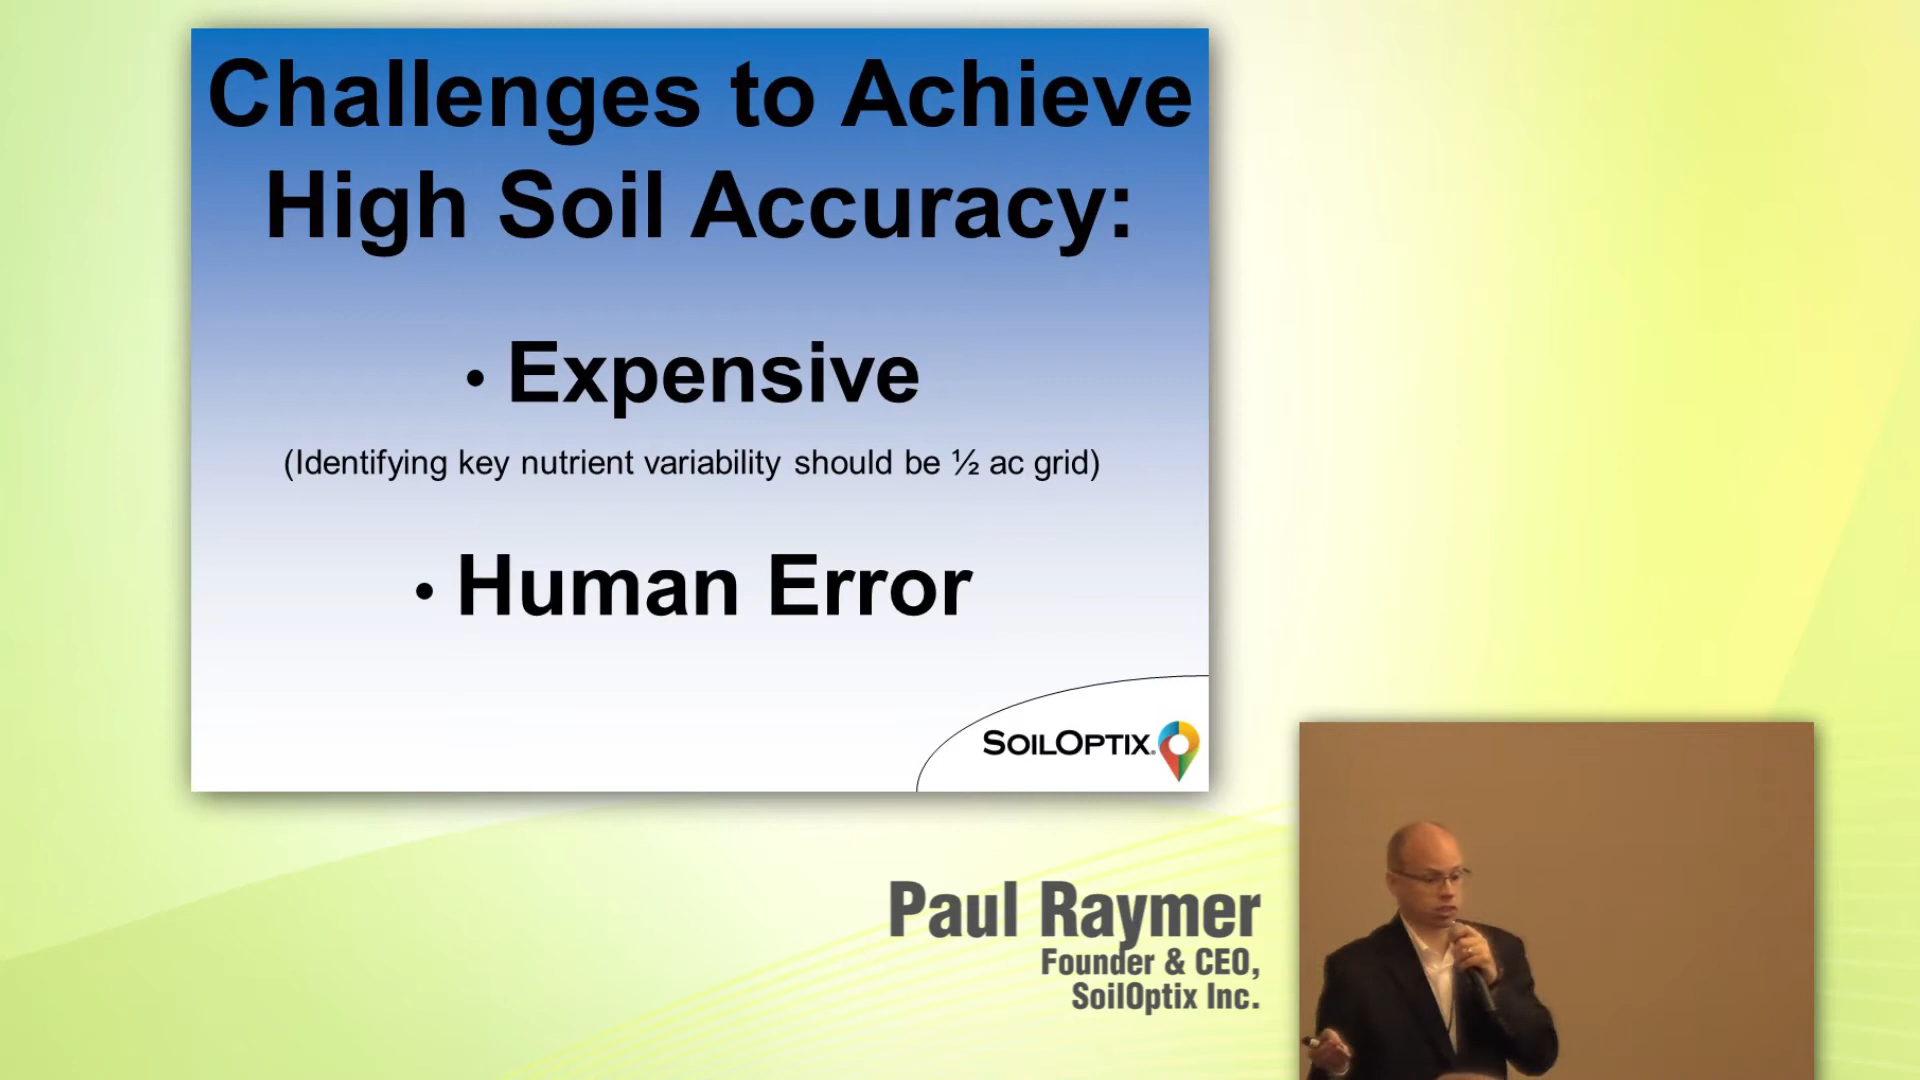 Challenges to Achieve
High Soil Accuracy:
• Expensive
(Identifying key nutrient variability should be ½ ac grid)
• Human Error
SOILOPTIX®
Paul Raymer
Founder & CEO,
SoilOptix Inc.